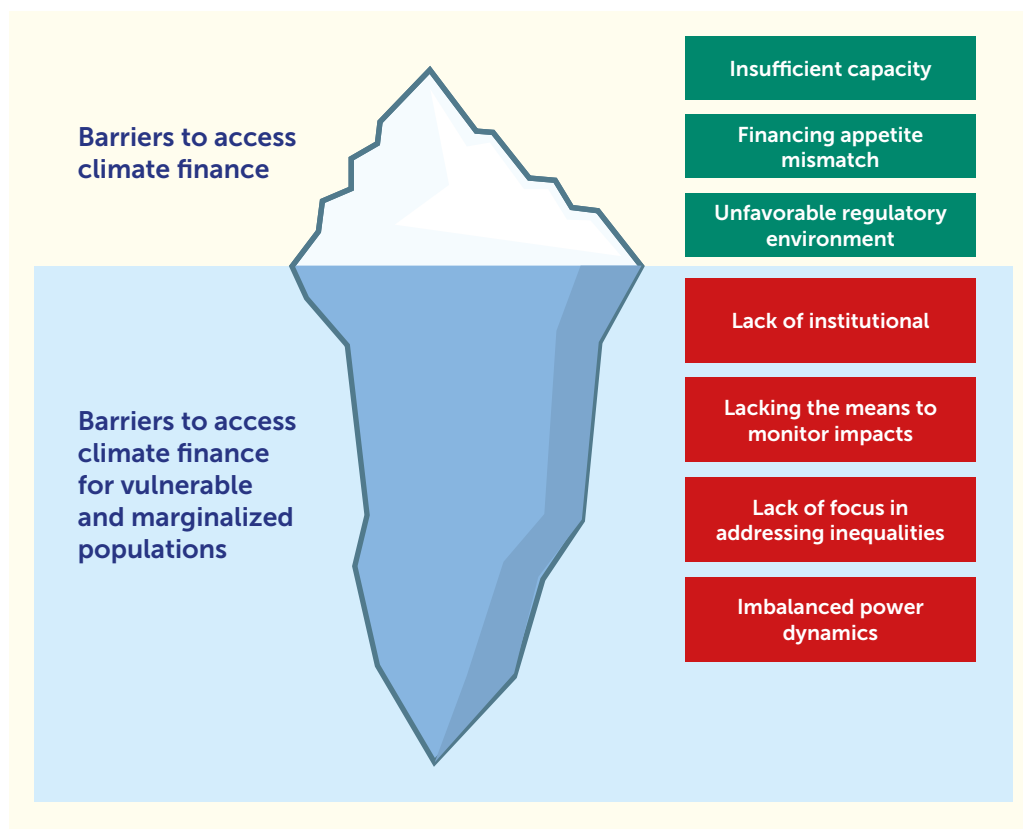 Barriers to access
climate finance
Insufficient capacity
Financing appetite
mismatch
Unfavorable regulatory
environment
Barriers to access
climate finance
for vulnerable
and marginalized
populations
Lack of institutional
Lacking the means to
monitor impacts
Lack of focus in
addressing inequalities
Imbalanced power
dynamics